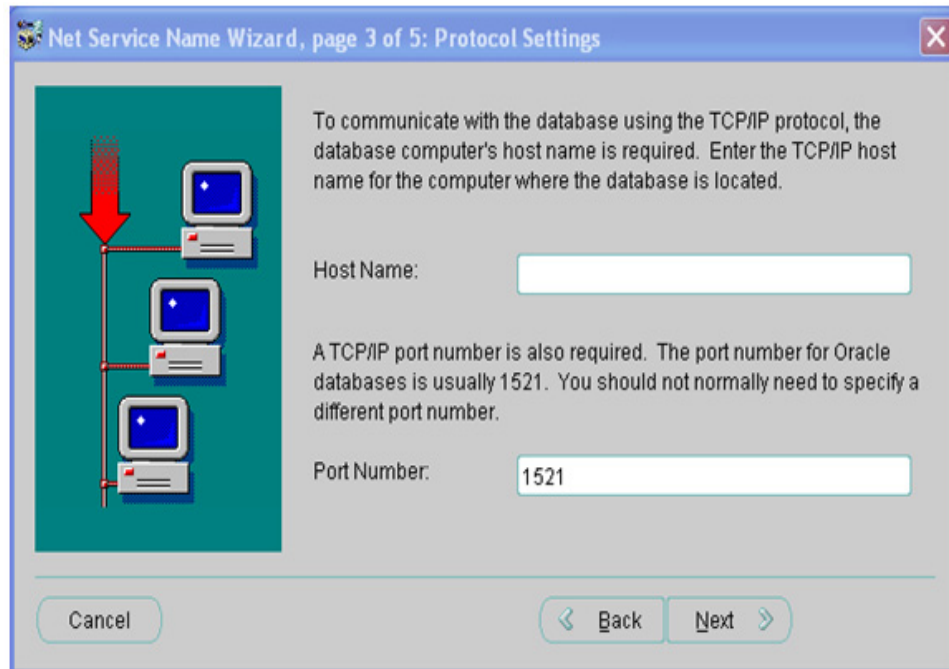 Net Service Name Wizard, page 3 of 5: Protocol Settings
To communicate with the database using the TCP/IP protocol, the
database computer's host name is required. Enter the TCP/IP host
name for the computer where the database is located.
Host Name:
A TCP/IP port number is also required. The port number for Oracle
databases is usually 1521. You should not normally need to specify a
different port number.
Port Number:
1521
Cancel
Back
Next